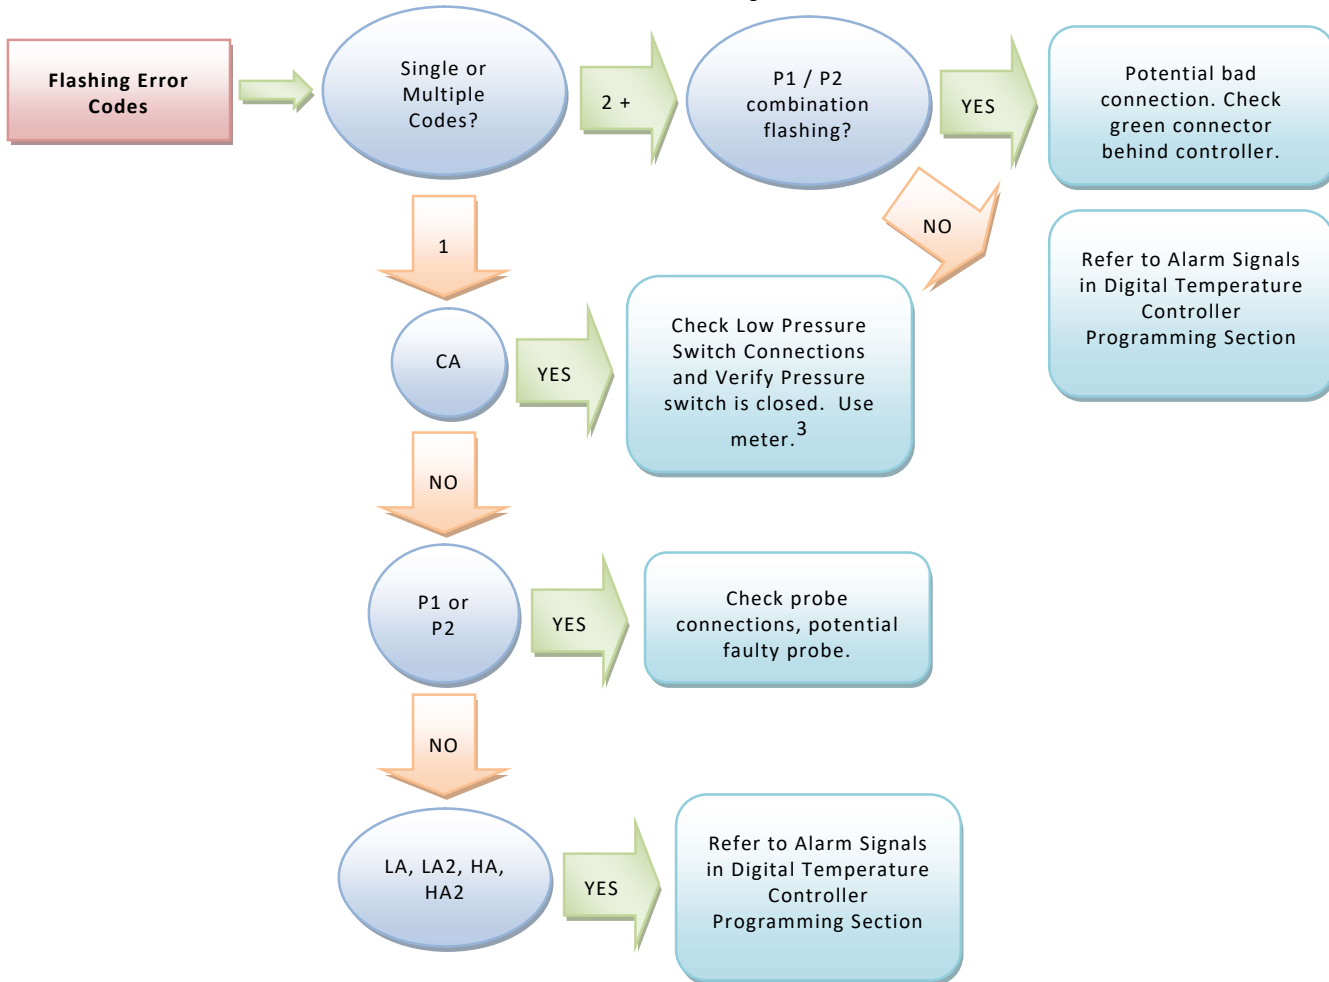 Flashing Error
Codes
Single or
Multiple
Codes?
2 +
P1 / P2
combination
flashing?
YES
Potential bad
connection. Check
green connector
behind controller.
NO
Refer to Alarm Signals
in Digital Temperature
Controller
Programming Section
1
CA
YES
Check Low Pressure
Switch Connections
and Verify Pressure
switch is closed. Use
meter.3
NO
P1 or
P2
YES
Check probe
connections, potential
faulty probe.
NO
LA, LA2, HA,
HA2
YES
Refer to Alarm Signals
in Digital Temperature
Controller
Programming Section